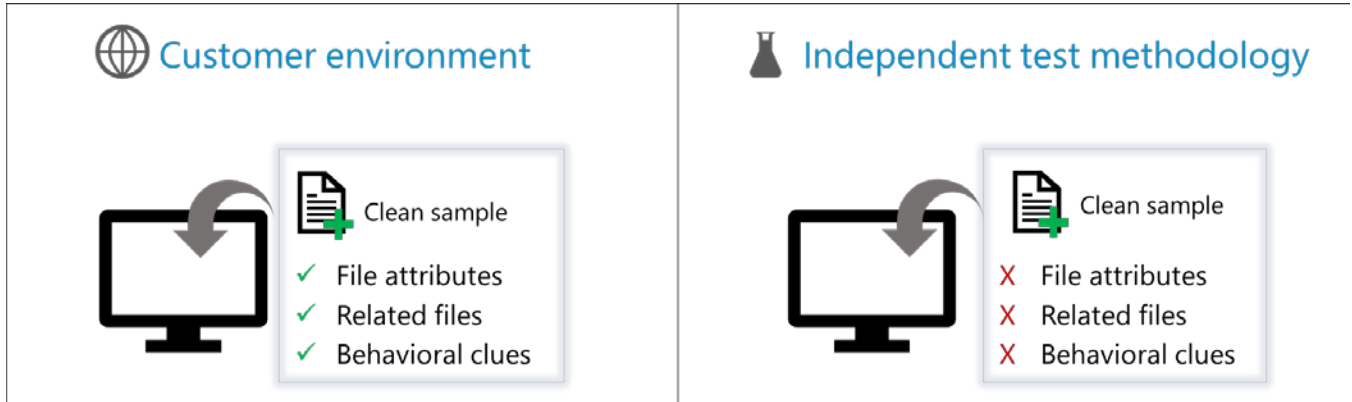 Customer environment
Clean sample
✓ File attributes
✓ Related files
✓ Behavioral clues
Independent test methodology
Clean sample
X File attributes
X Related files
X Behavioral clues